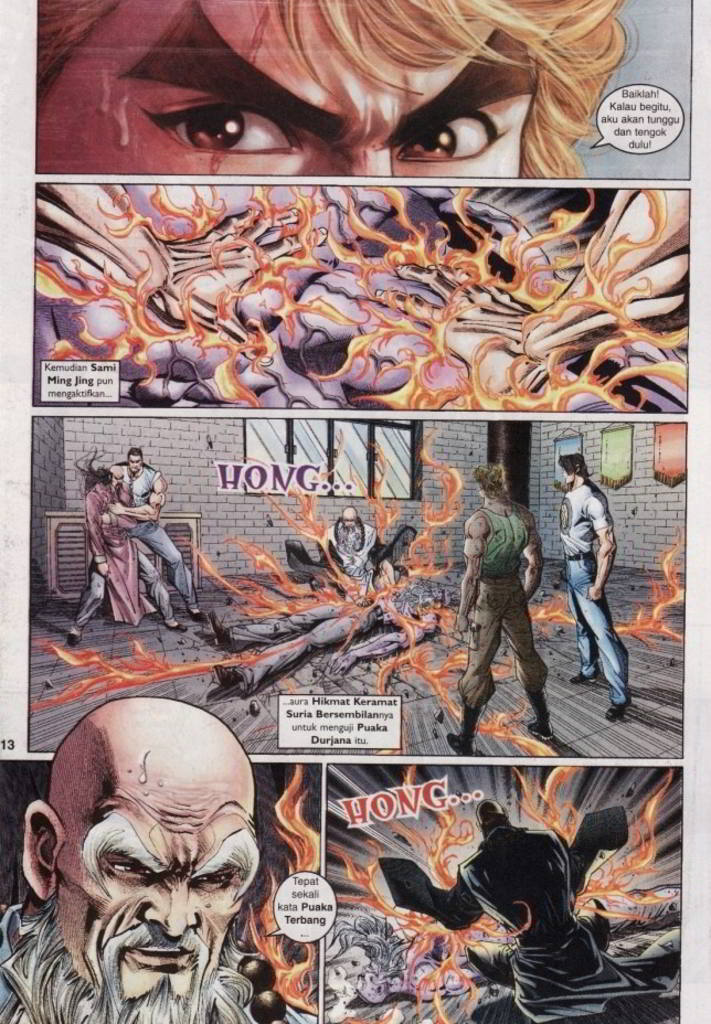 Baiklah!
Kalau begitu,
aku akan tunggu
dan tengok
dulu!
Kemudian Sami
Ming Jing pun
mengaktifkan...
HONG...
...aura Hikmat Keramat
Suria Bersembilannya
untuk menguji Puaka
Durjana itu.
13
Tepat
sekali
kata Puaka
Terbang
...
HONG...